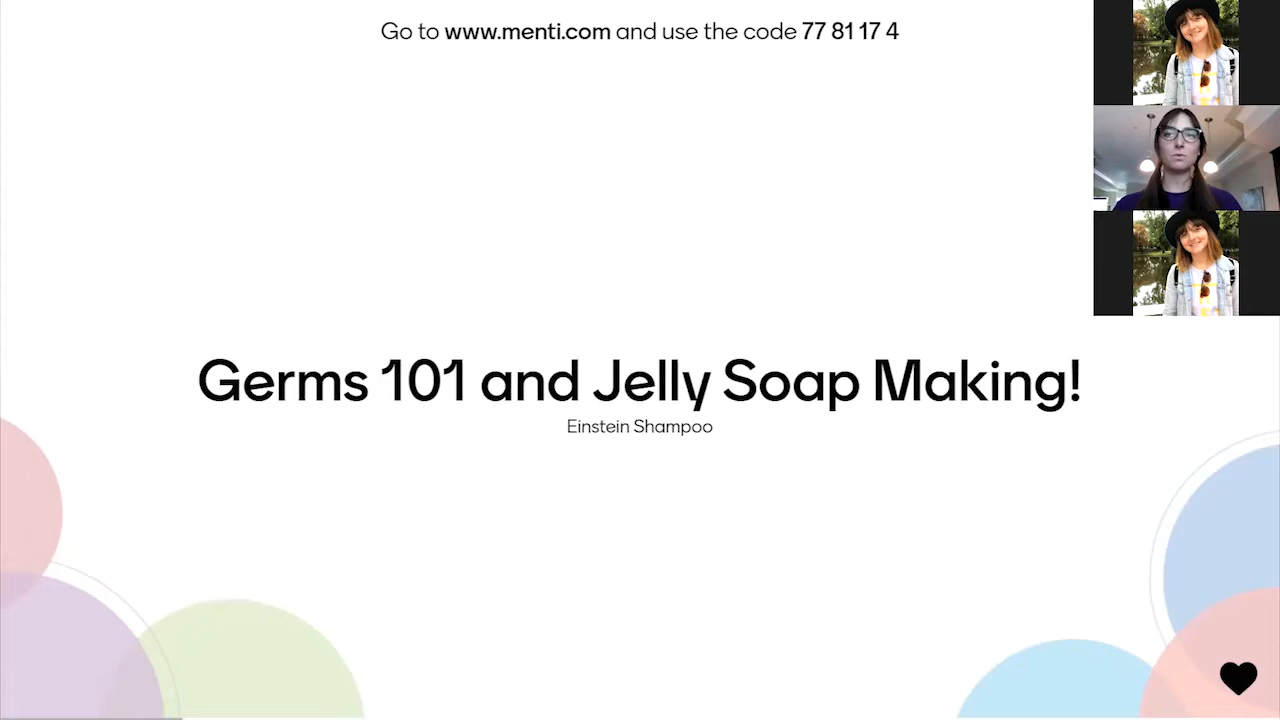 Go to www.menti.com and use the code 77 81 17 4
Germs 101 and Jelly Soap Making!
Einstein Shampoo